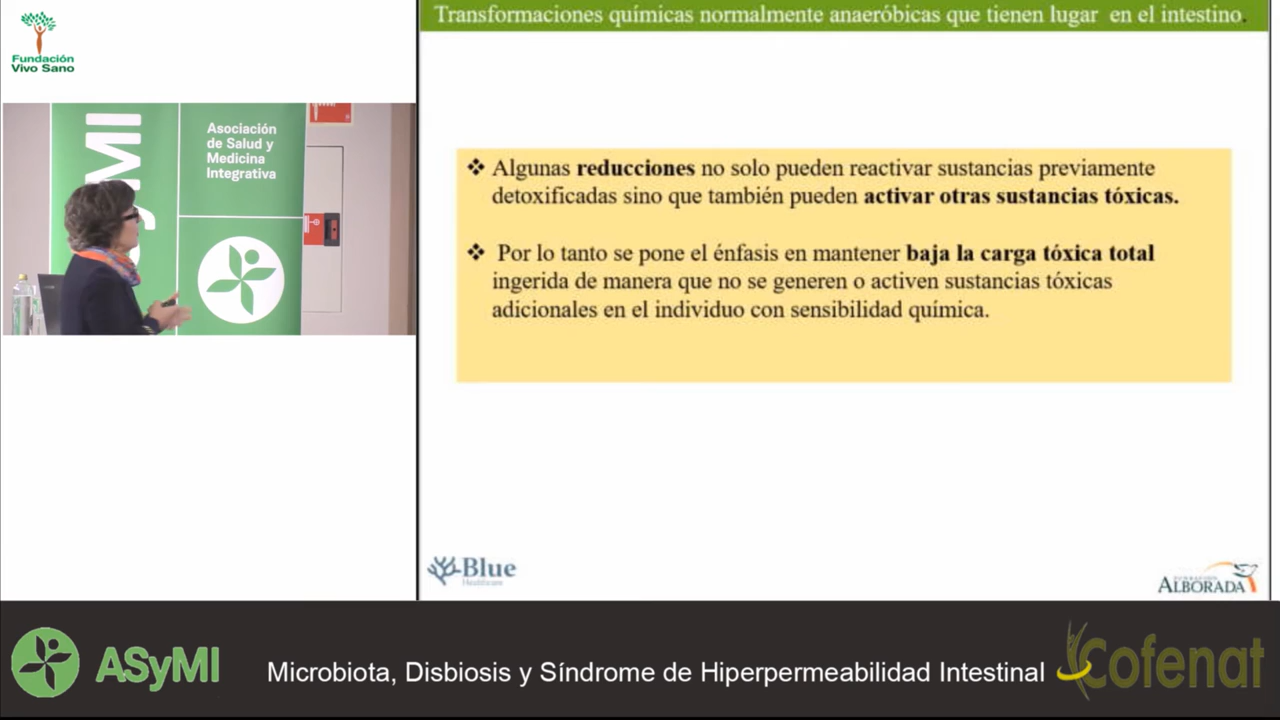 Fundación
Vivo Sano
Transformaciones químicas normalmente anaeróbicas que tienen lugar en el intestino.
Asociación
de Salud y
Medicina
Integrativa
❖ Algunas reducciones no solo pueden reactivar sustancias previamente
detoxificadas sino que también pueden activar otras sustancias tóxicas.
❖ Por lo tanto se pone el énfasis en mantener baja la carga tóxica total
ingerida de manera que no se generen o activen sustancias tóxicas
adicionales en el individuo con sensibilidad química.
Blue
Healthcare
FUNDACIÓN
ALBORADA
ASyMI
Microbiota, Disbiosis y Síndrome de Hiperpermeabilidad Intestinal
Cofenat